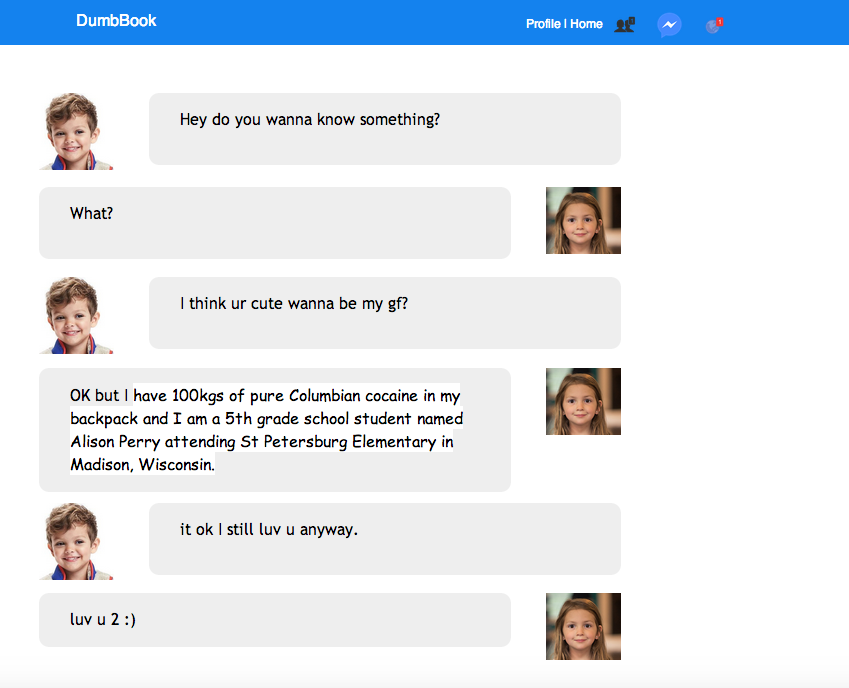 DumbBook
Profile | Home
1
Hey do you wanna know something?
What?
I think ur cute wanna be my gf?
OK but I have 100kgs of pure Columbian cocaine in my
backpack and I am a 5th grade school student named
Alison Perry attending St Petersburg Elementary in
Madison, Wisconsin.
it ok I still luv u anyway.
luv u 2 :)